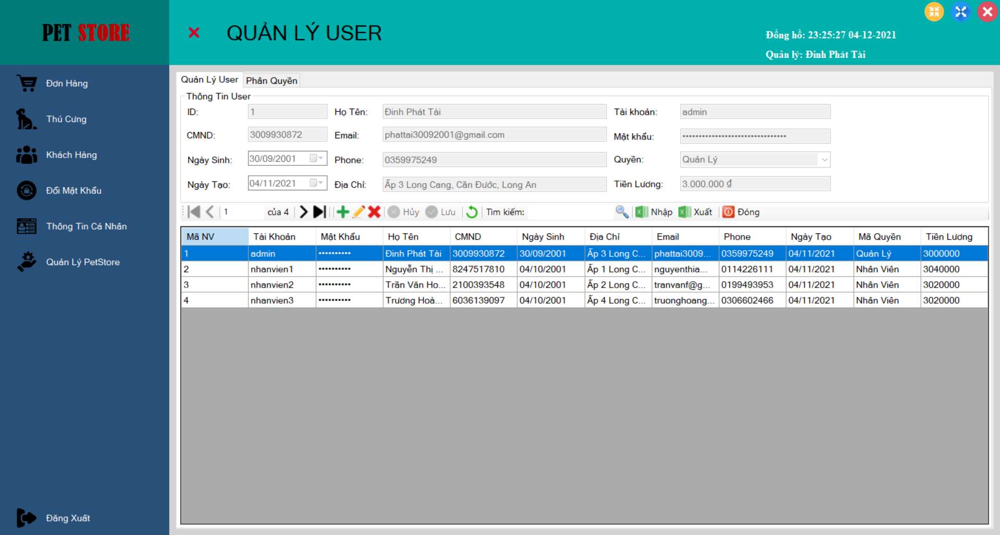 PET STORE
QUẢN LÝ USER
Đồng hồ: 23:25:27 04-12-2021
Quản lý: Đinh Phát Tài
Đơn Hàng
Thú Cưng
Khách Hàng
Đổi Mật Khẩu
Thông Tin Cá Nhân
Quản Lý PetStore
Đăng Xuất
Quản Lý User Phân Quyền
Thông Tin User
ID: 1 Họ Tên: Đinh Phát Tài Tài khoản: admin
CMND: 3009930872 Email: phattai30092001@gmail.com Mật khẩu: ••••••••••••••••••••••••••••••••
Ngày Sinh: 30/09/2001 Phone: 0359975249 Quyền: Quản Lý
Ngày Tạo: 04/11/2021 Địa Chỉ: Ấp 3 Long Cang, Cần Đước, Long An Tiền Lương: 3.000.000 ₫
1 của 4 Hủy Lưu Tìm kiếm: Nhập Xuất Đóng
Mã NV Tài Khoản Mật Khẩu Họ Tên CMND Ngày Sinh Địa Chỉ Email Phone Ngày Tạo Mã Quyền Tiền Lương
1 admin •••••••••• Đinh Phát Tài 3009930872 30/09/2001 Ấp 3 Long C... phattai3009... 0359975249 04/11/2021 Quản Lý 3000000
2 nhanvien1 •••••••••• Nguyễn Thị ... 8247517810 04/10/2001 Ấp 1 Long C... nguyenthia... 0114226111 04/11/2021 Nhân Viên 3040000
3 nhanvien2 •••••••••• Trần Văn Ho... 2100393548 04/10/2001 Ấp 2 Long C... tranvanf@g... 0199493953 04/11/2021 Nhân Viên 3020000
4 nhanvien3 •••••••••• Trương Hoà... 6036139097 04/10/2001 Ấp 4 Long C... truonghoang... 0306602466 04/11/2021 Nhân Viên 3020000